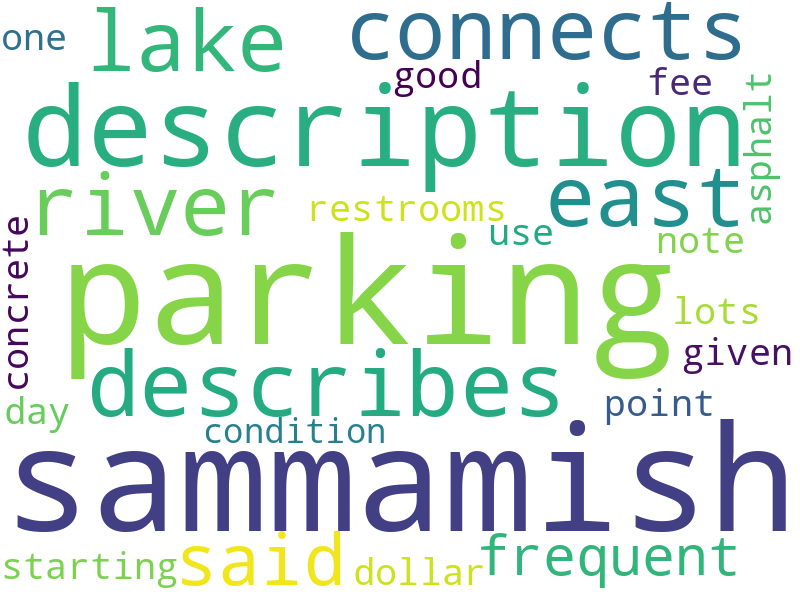 one lake connects
good fee
description asphalt
river restrooms east
use note
concrete parking lots
given
day describes point
condition
sammamish
starting said dollar frequent